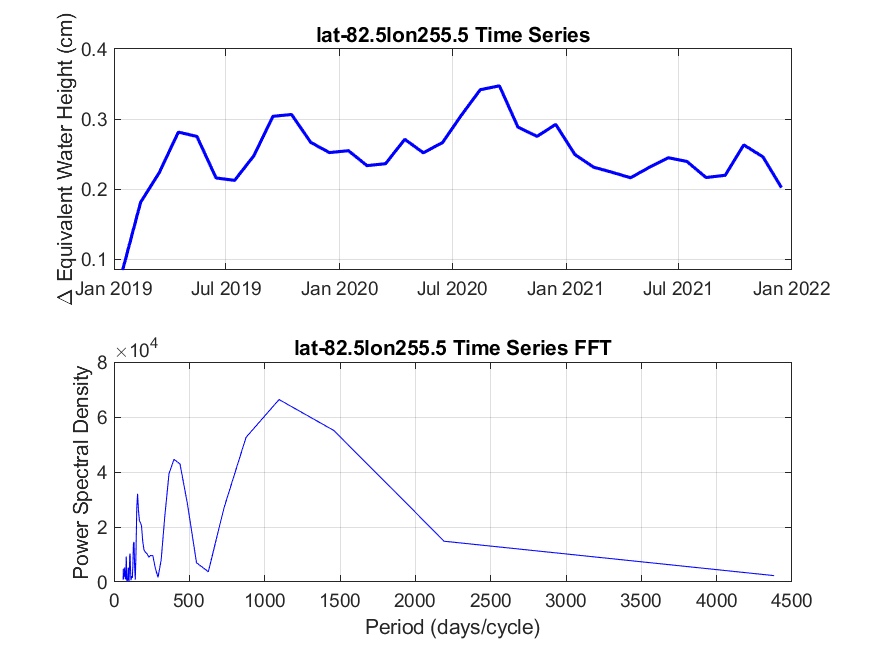 lat-82.5lon255.5 Time Series
Δ Equivalent Water Height (cm)
0.4
0.3
0.2
0.1
Jan 2019 Jul 2019 Jan 2020 Jul 2020 Jan 2021 Jul 2021 Jan 2022
lat-82.5lon255.5 Time Series FFT
×10⁴
Power Spectral Density
8
6
4
2
0
0 500 1000 1500 2000 2500 3000 3500 4000 4500
Period (days/cycle)